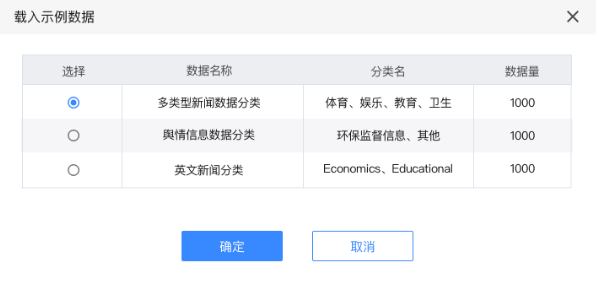 载入示例数据
选择 数据名称 分类名 数据量
多类型新闻数据分类 体育、娱乐、教育、卫生 1000
舆情信息数据分类 环保监督信息、其他 1000
英文新闻分类 Economics、Educational 1000
确定 取消